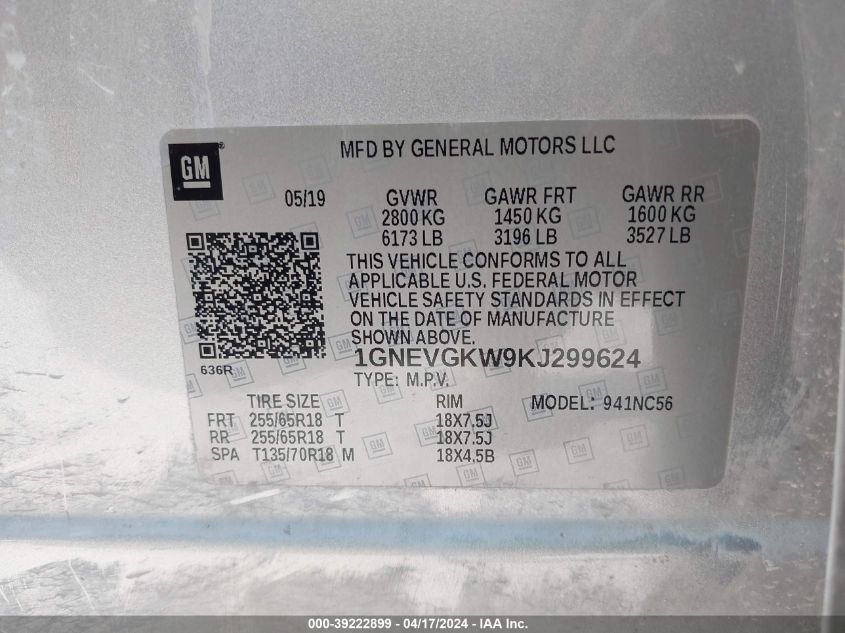 GM
MFD BY GENERAL MOTORS LLC
05/19 GVWR GAWR FRT GAWR RR
2800 KG 1450 KG 1600 KG
6173 LB 3196 LB 3527 LB
THIS VEHICLE CONFORMS TO ALL
APPLICABLE U.S. FEDERAL MOTOR
VEHICLE SAFETY STANDARDS IN EFFECT
ON THE DATE OF MANUFACTURE
SHOWN ABOVE.
1GNEVGKW9KJ299624
636R
TYPE: M.P.V.
TIRE SIZE RIM MODEL: 941NC56
FRT 255/65R18 T 18X7.5J
RR 255/65R18 T 18X7.5J
SPA T135/70R18 M 18X4.5B
000-39222899 - 04/17/2024 - IAAI.COM